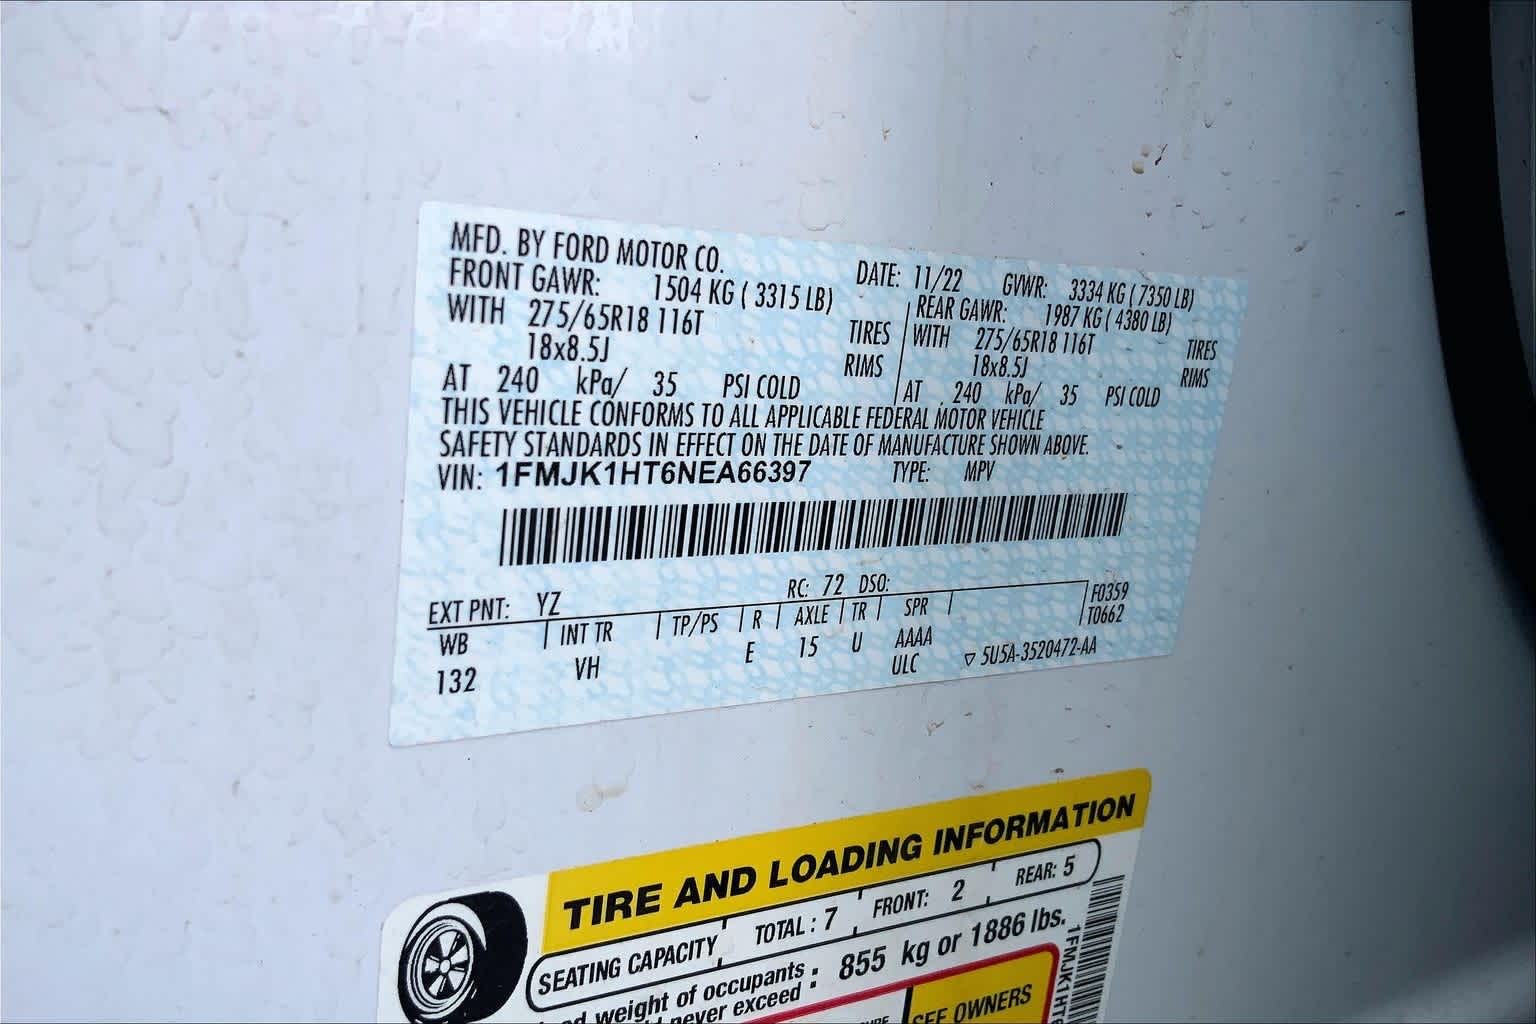 MFD. BY FORD MOTOR CO.
DATE: 11/22 GVWR: 3334 KG ( 7350 LB)
FRONT GAWR: 1504 KG ( 3315 LB) REAR GAWR: 1987 KG ( 4380 LB)
WITH 275/65R18 116T TIRES WITH 275/65R18 116T TIRES
18x8.5J RIMS 18x8.5J RIMS
AT 240 kPa/ 35 PSI COLD AT 240 kPa/ 35 PSI COLD
THIS VEHICLE CONFORMS TO ALL APPLICABLE FEDERAL MOTOR VEHICLE
SAFETY STANDARDS IN EFFECT ON THE DATE OF MANUFACTURE SHOWN ABOVE.
VIN: 1FMJK1HT6NEA66397 TYPE: MPV
EXT PNT: YZ RC: 72 DSO: F0359
WB INT TR TP/PS R AXLE TR SPR T0662
132 VH E 15 U AAAA
ULC ▽ 5U5A-3520472-AA
TIRE AND LOADING INFORMATION
SEATING CAPACITY TOTAL : 7 FRONT: 2 REAR: 5
weight of occupants : 855 kg or 1886 lbs.
never exceed
SEE OWNERS
1FMJK1HT6